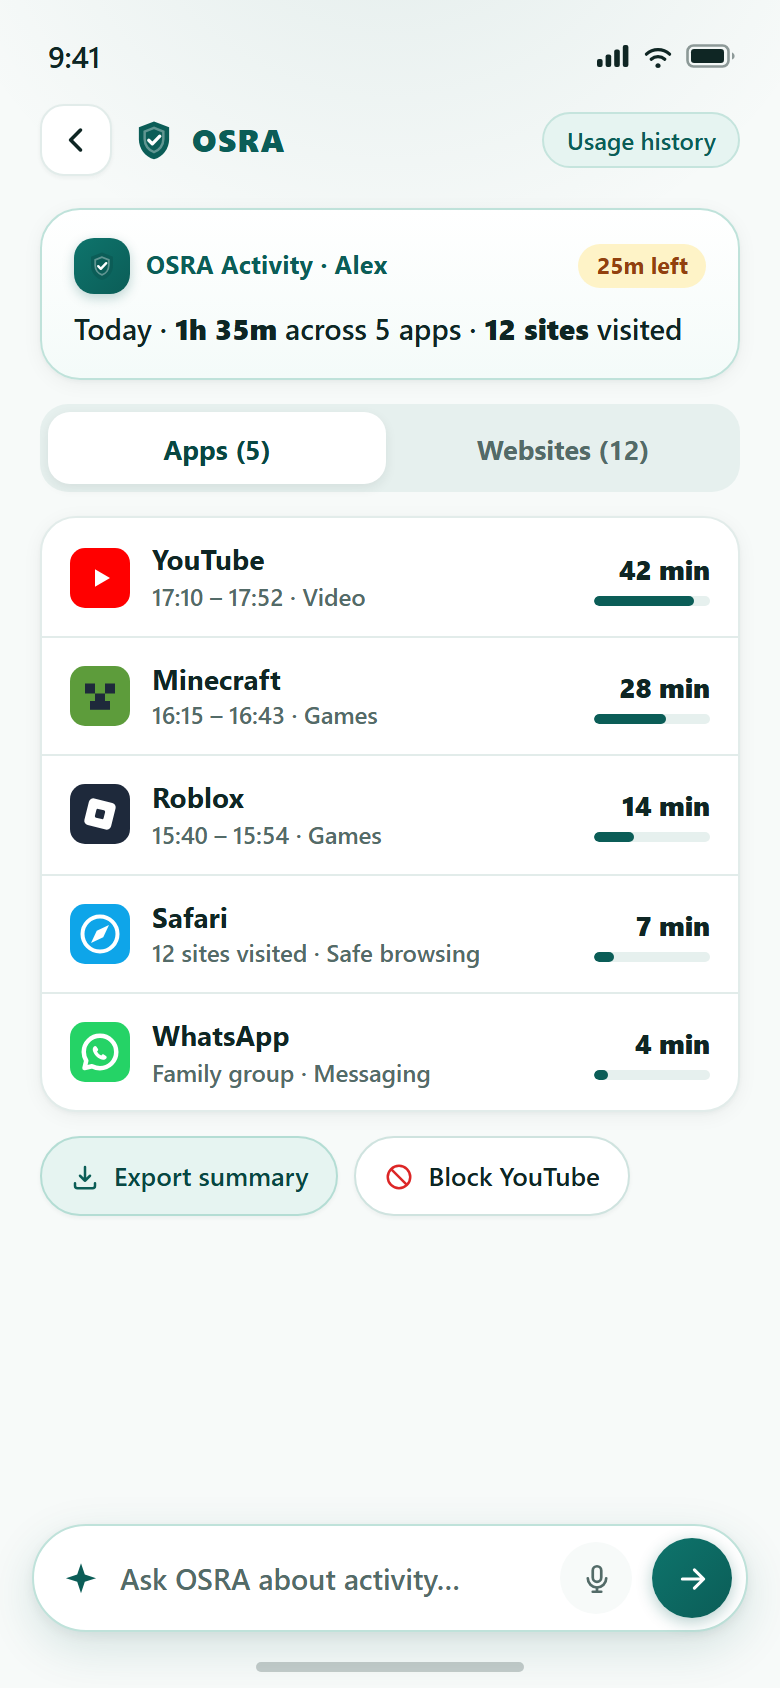 9:41
OSRA
Usage history
OSRA Activity · Alex
25m left
Today · 1h 35m across 5 apps · 12 sites visited
Apps (5)
Websites (12)
YouTube
42 min
17:10 – 17:52 · Video
Minecraft
28 min
16:15 – 16:43 · Games
Roblox
14 min
15:40 – 15:54 · Games
Safari
7 min
12 sites visited · Safe browsing
WhatsApp
4 min
Family group · Messaging
Export summary
Block YouTube
Ask OSRA about activity...